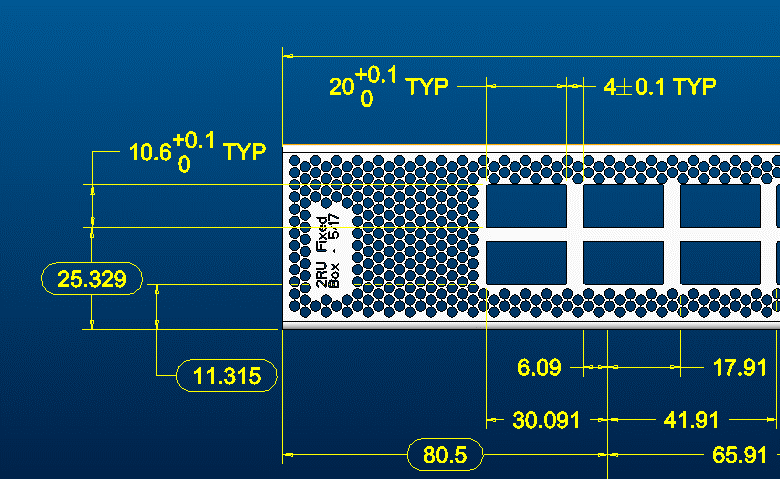 20 +0.1 0 TYP
4±0.1 TYP
10.6 +0.1 0 TYP
2RU Fixed
Box - 5/17
25.329
11.315
6.09
17.91
30.091
41.91
80.5
65.91